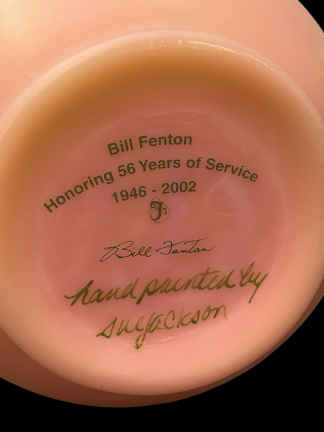 Bill Fenton
Honoring 56 Years of Service
1946 - 2002
Bill Fenton
hand painted by
Sue Jackson